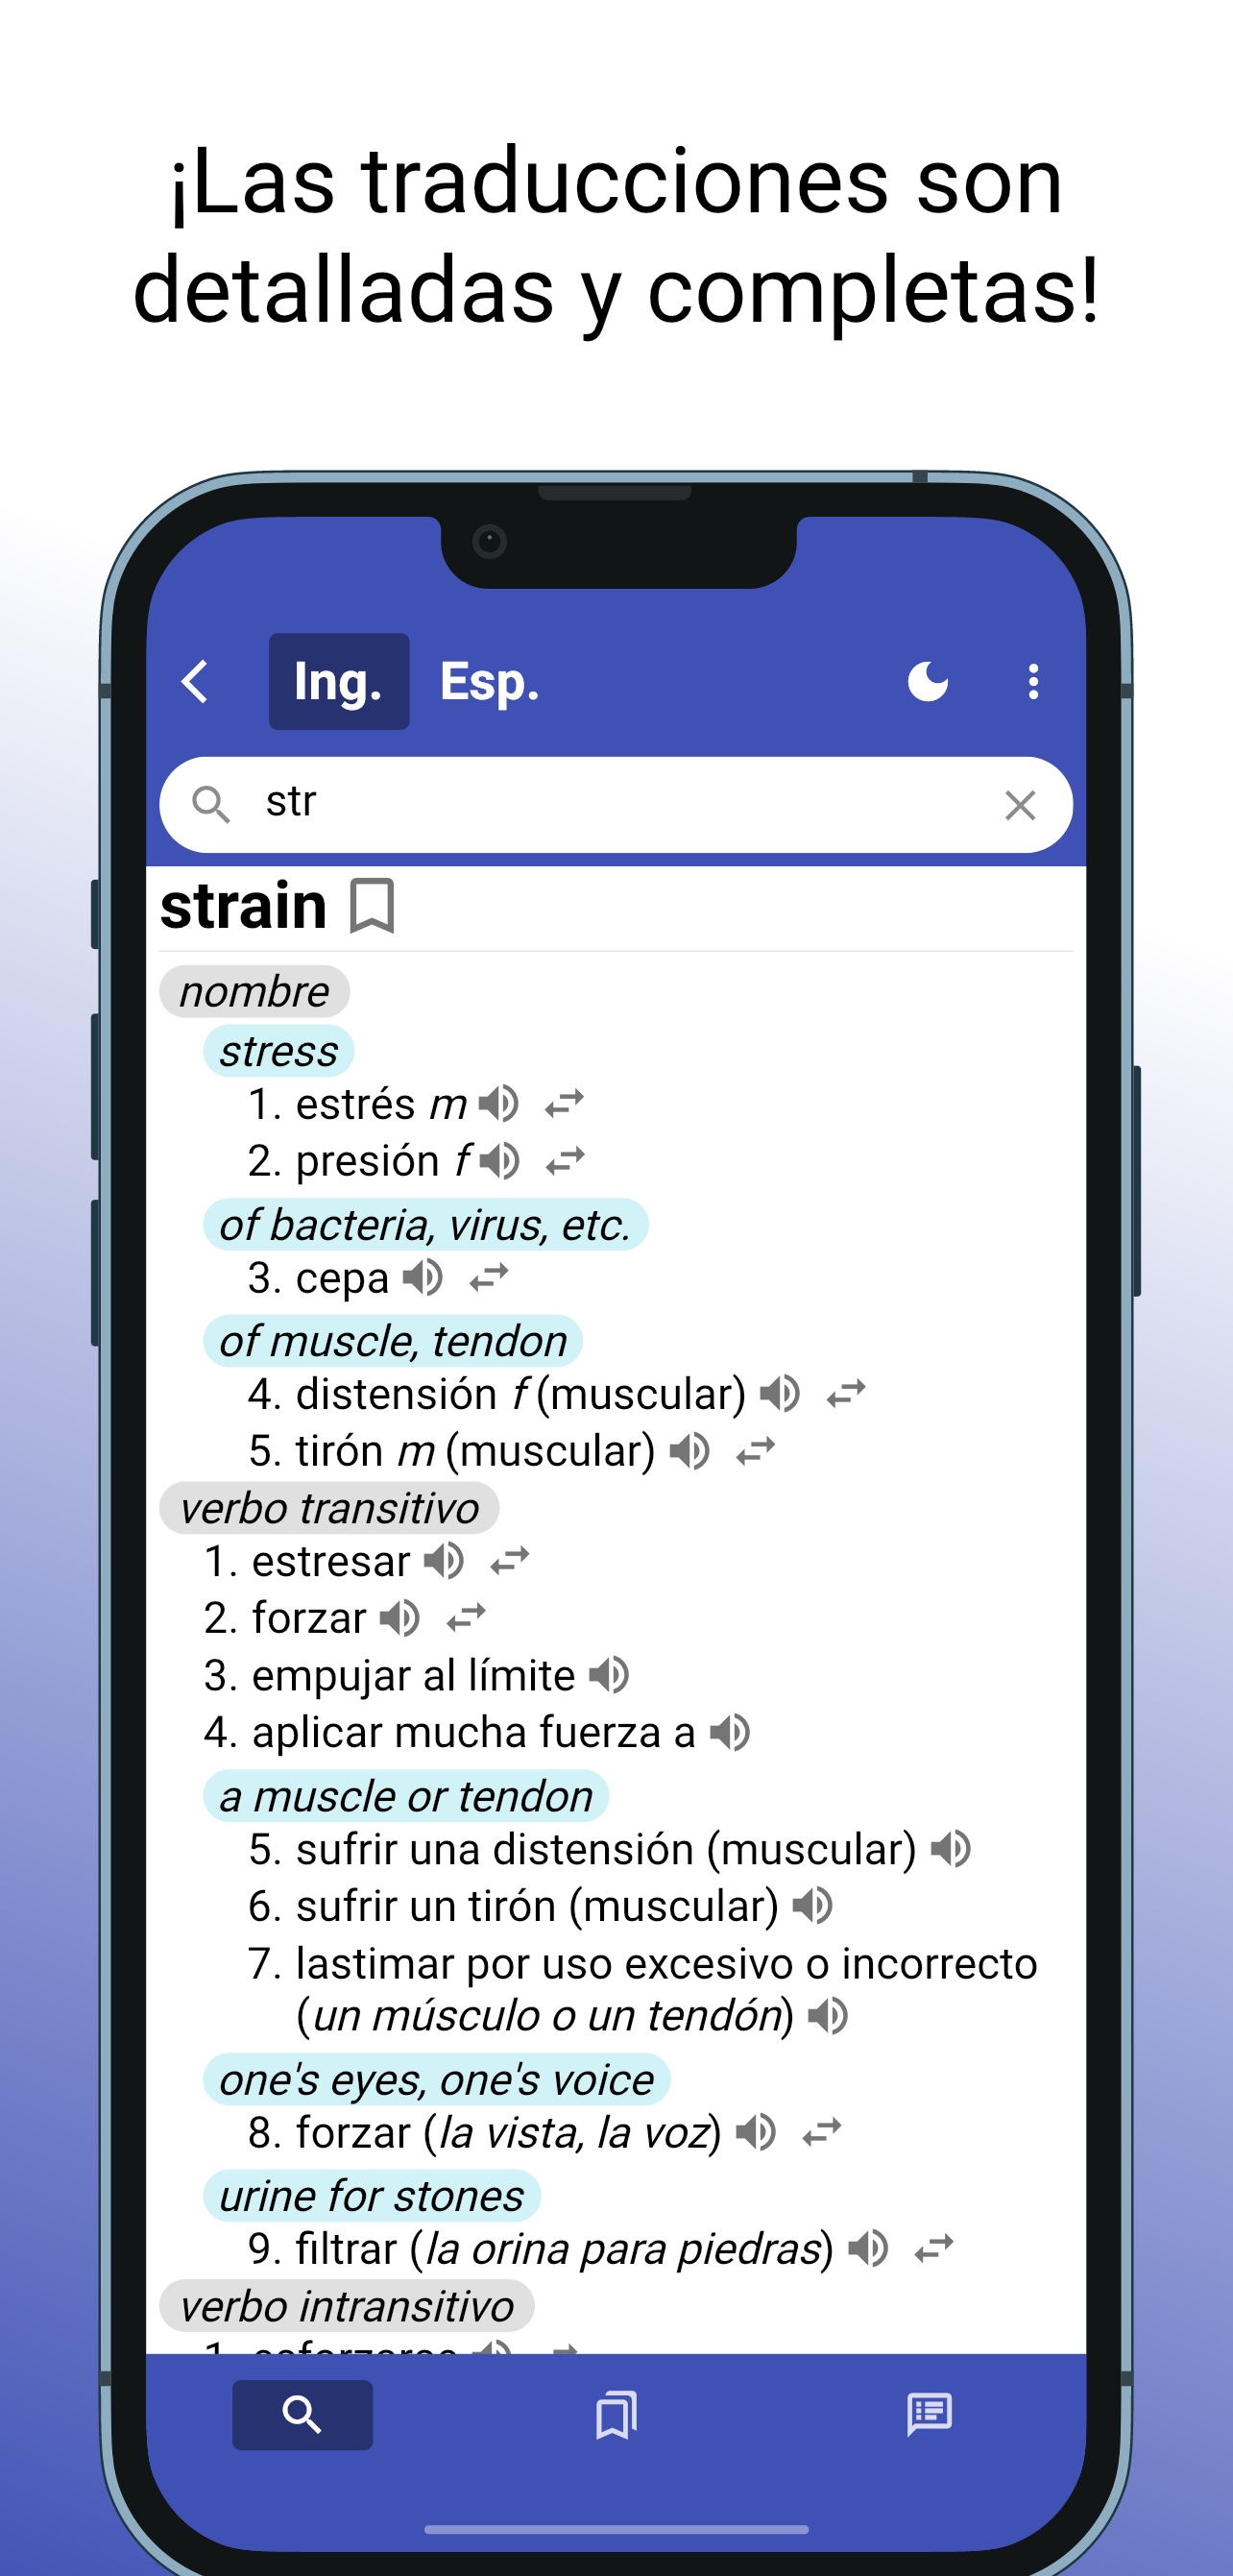 ¡Las traducciones son
detalladas y completas!
Ing. Esp.
str
strain
nombre
stress
1. estrés m
2. presión f
of bacteria, virus, etc.
3. cepa
of muscle, tendon
4. distensión f (muscular)
5. tirón m (muscular)
verbo transitivo
1. estresar
2. forzar
3. empujar al límite
4. aplicar mucha fuerza a
a muscle or tendon
5. sufrir una distensión (muscular)
6. sufrir un tirón (muscular)
7. lastimar por uso excesivo o incorrecto
(un músculo o un tendón)
one's eyes, one's voice
8. forzar (la vista, la voz)
urine for stones
9. filtrar (la orina para piedras)
verbo intransitivo
1. esforzarse